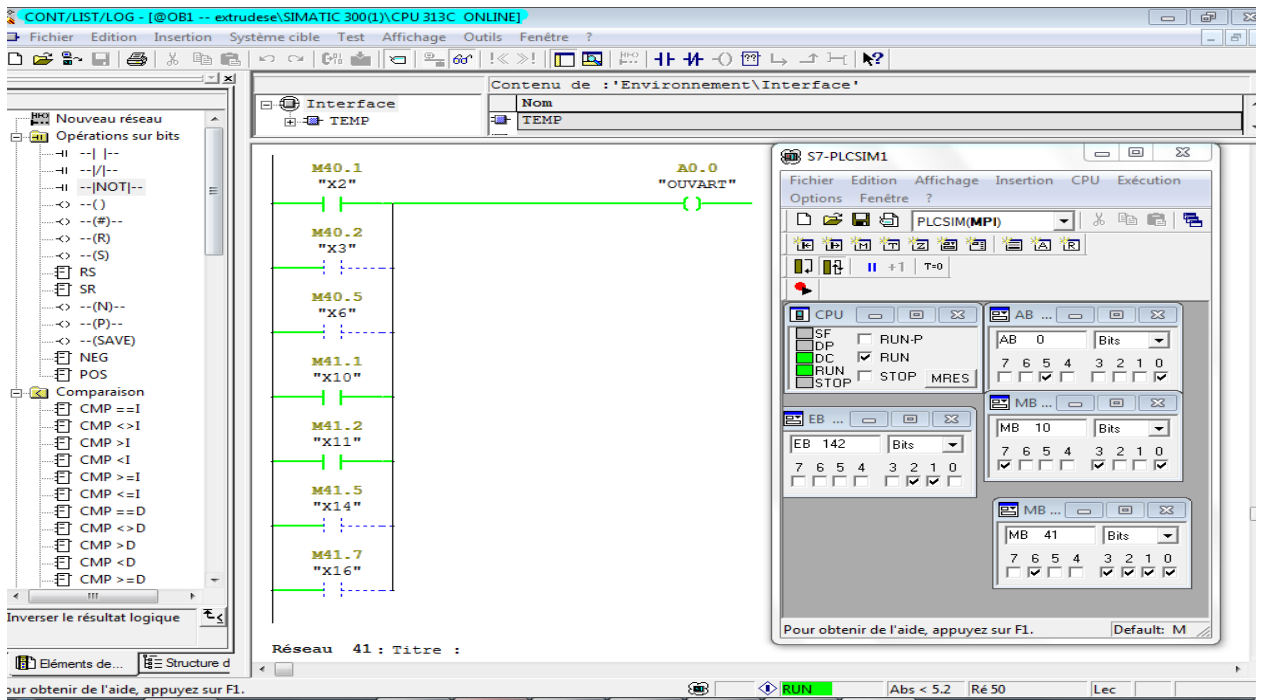 CONT/LIST/LOG - [@OB1 -- extrudese\SIMATIC 300(1)\CPU 313C ONLINE]
Fichier Edition Insertion Système cible Test Affichage Outils Fenêtre ?
Contenu de :'Environnement\Interface'
Interface
TEMP
Nom
TEMP
Nouveau réseau
Opérations sur bits
--| |--
--|/|--
--|NOT|--
--( )
--(#)--
--(R)
--(S)
RS
SR
--(N)--
--(P)--
--(SAVE)
NEG
POS
Comparaison
CMP ==I
CMP <>I
CMP >I
CMP <I
CMP >=I
CMP <=I
CMP ==D
CMP <>D
CMP >D
CMP <D
CMP >=D
Inverser le résultat logique
Eléments de...
Structure d
M40.1
"X2"
A0.0
"OUVART"
M40.2
"X3"
M40.5
"X6"
M41.1
"X10"
M41.2
"X11"
M41.5
"X14"
M41.7
"X16"
Réseau 41 : Titre :
S7-PLCSIM1
Fichier Edition Affichage Insertion CPU Exécution
Options Fenêtre ?
PLCSIM(MPI)
+1 T=0
CPU
SF
DP
DC
RUN
STOP
RUN-P
RUN
STOP
MRES
AB ...
AB 0 Bits
7 6 5 4 3 2 1 0
MB ...
MB 10 Bits
7 6 5 4 3 2 1 0
EB ...
EB 142 Bits
7 6 5 4 3 2 1 0
MB ...
MB 41 Bits
7 6 5 4 3 2 1 0
Pour obtenir de l'aide, appuyez sur F1.
Default: M
our obtenir de l'aide, appuyez sur F1.
RUN
Abs < 5.2
Ré 50
Lec